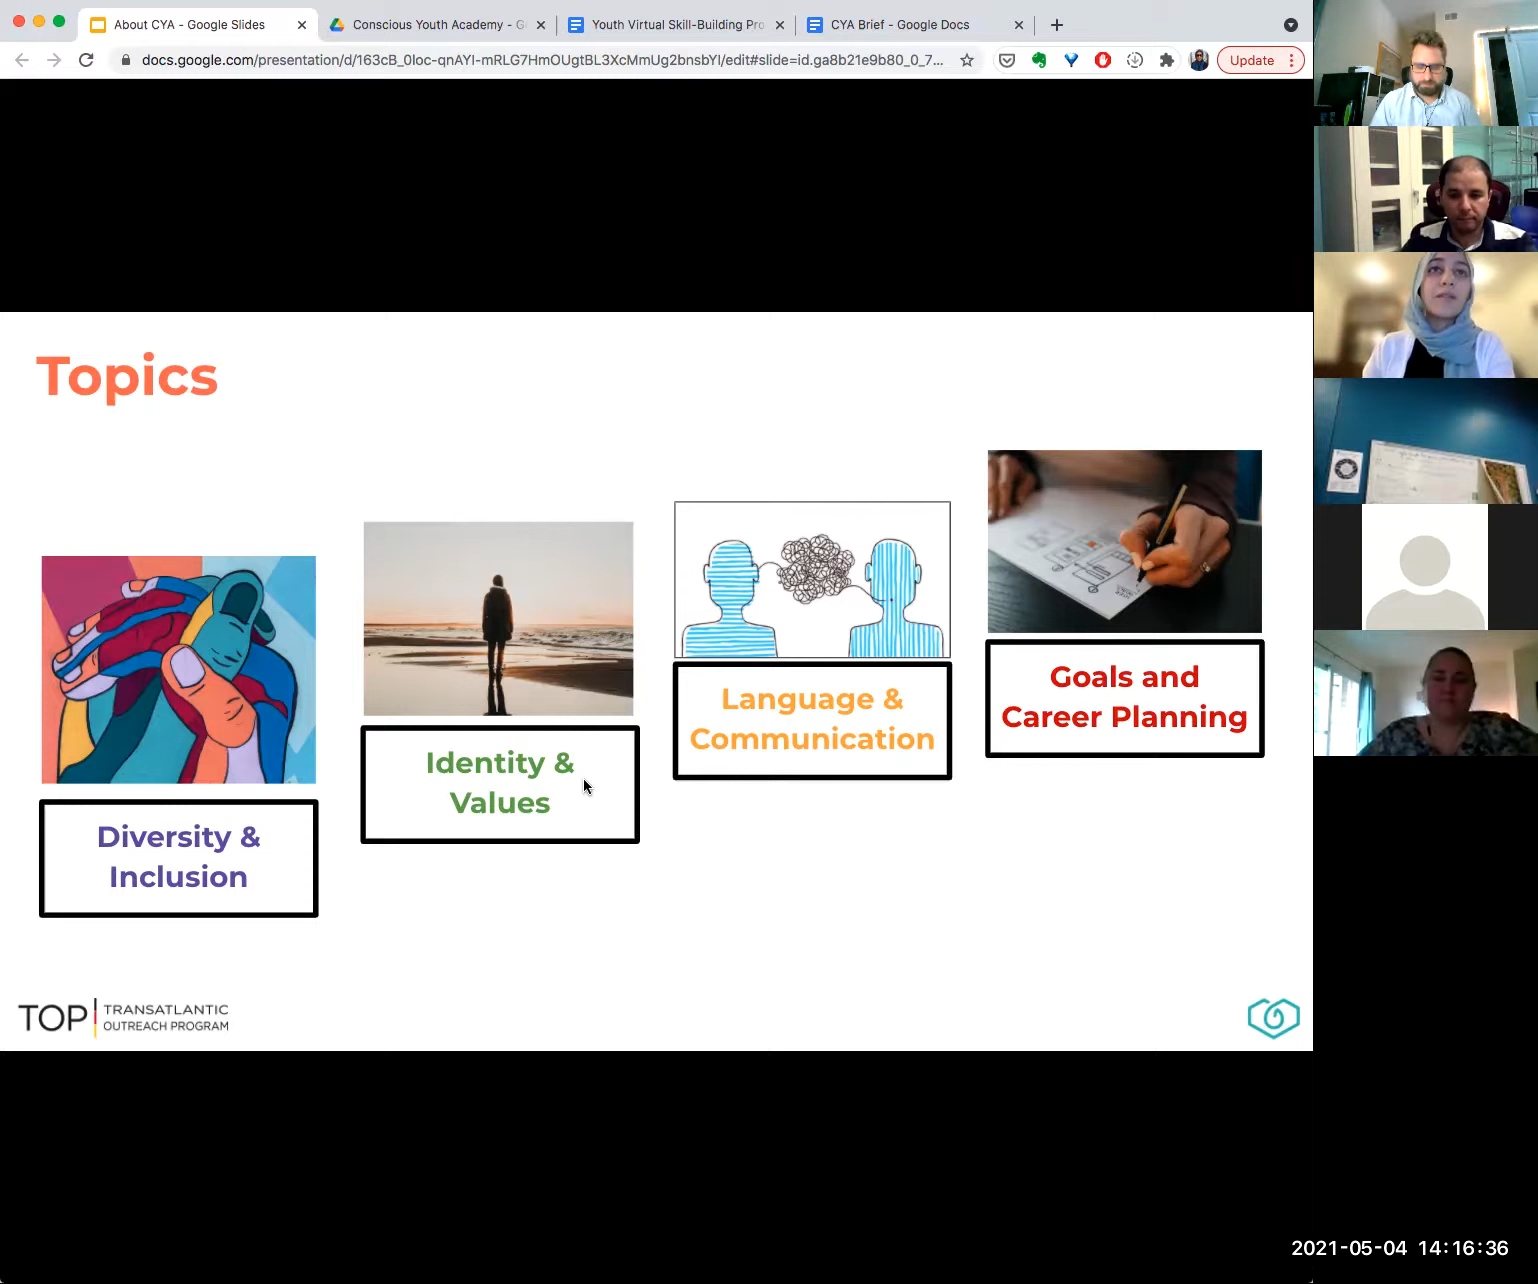 About CYA - Google Slides
Conscious Youth Academy - G
Youth Virtual Skill-Building Pro
CYA Brief - Google Docs
docs.google.com/presentation/d/163cB_0loc-qnAYI-mRLG7HmOUgtBL3XcMmUg2bnsbYI/edit#slide=id.ga8b21e9b80_0_7...
Update
Topics
Diversity &
Inclusion
Identity &
Values
Language &
Communication
Goals and
Career Planning
TOP TRANSATLANTIC
OUTREACH PROGRAM
2021-05-04 14:16:36